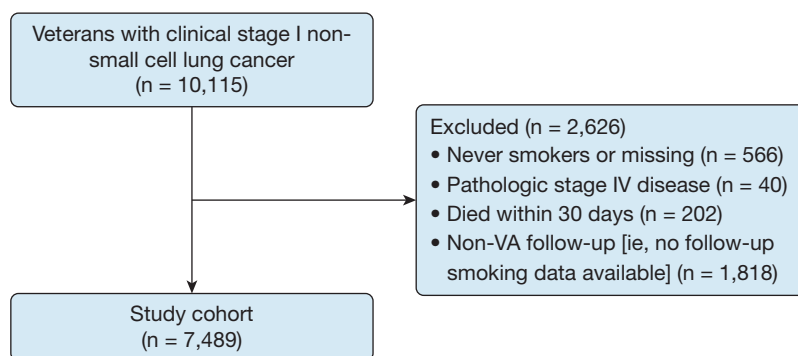 Veterans with clinical stage I non-
small cell lung cancer
(n = 10,115)
Excluded (n = 2,626)
• Never smokers or missing (n = 566)
• Pathologic stage IV disease (n = 40)
• Died within 30 days (n = 202)
• Non-VA follow-up [ie, no follow-up
smoking data available] (n = 1,818)
Study cohort
(n = 7,489)